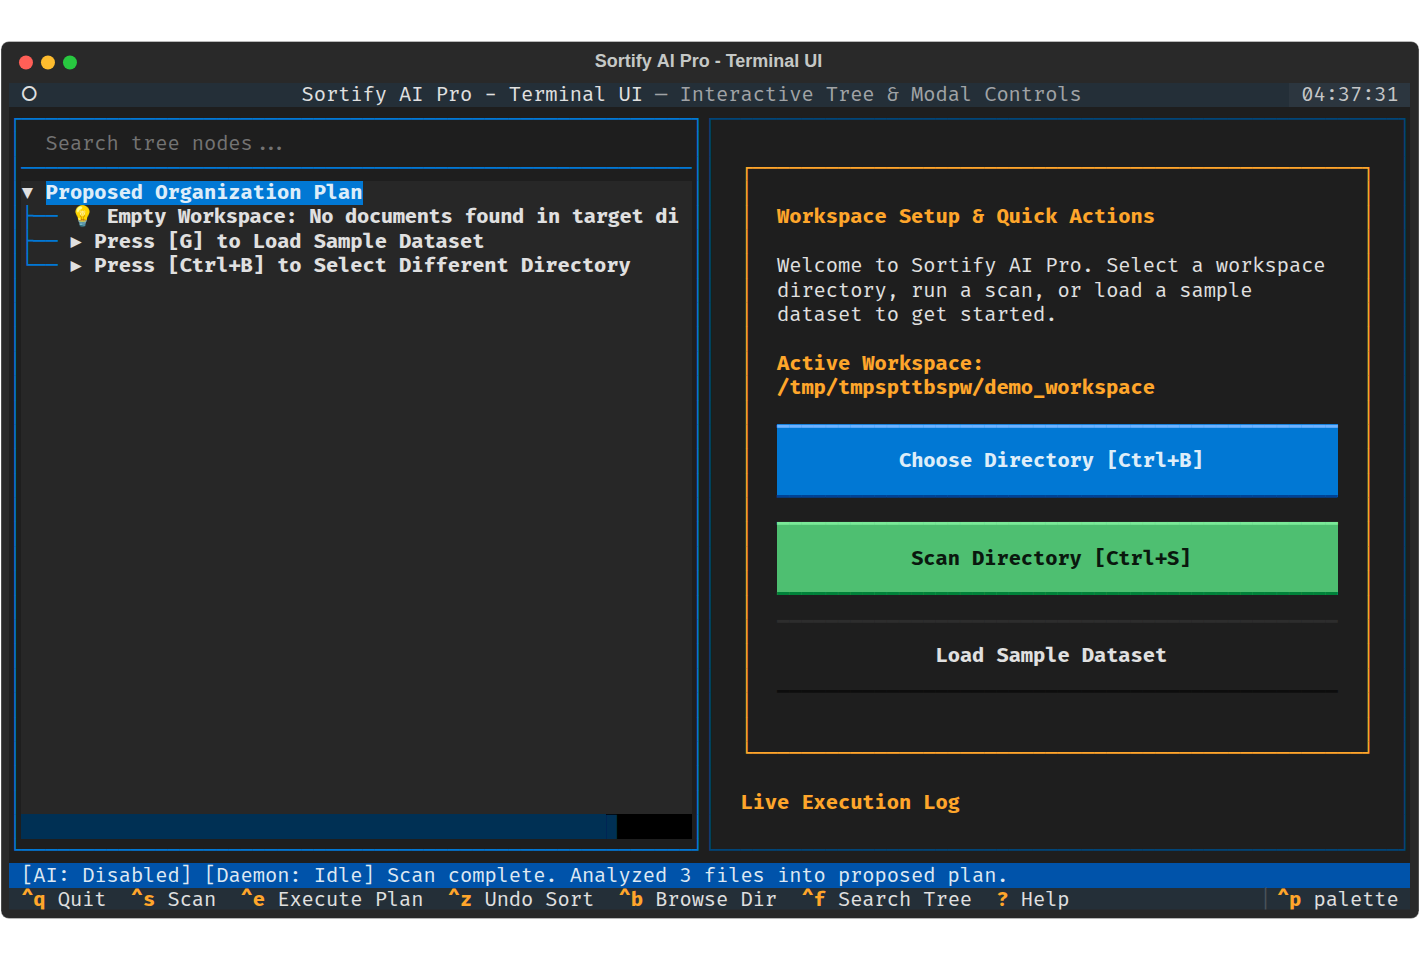 Sortify AI Pro - Terminal UI
Sortify AI Pro – Terminal UI — Interactive Tree & Modal Controls
04:37:31
Search tree nodes...
▼ Proposed Organization Plan
💡 Empty Workspace: No documents found in target di
▶ Press [G] to Load Sample Dataset
▶ Press [Ctrl+B] to Select Different Directory
Workspace Setup & Quick Actions
Welcome to Sortify AI Pro. Select a workspace
directory, run a scan, or load a sample
dataset to get started.
Active Workspace:
/tmp/tmpspttbspw/demo_workspace
Choose Directory [Ctrl+B]
Scan Directory [Ctrl+S]
Load Sample Dataset
Live Execution Log
[AI: Disabled] [Daemon: Idle] Scan complete. Analyzed 3 files into proposed plan.
^q Quit ^s Scan ^e Execute Plan ^z Undo Sort ^b Browse Dir ^f Search Tree ? Help ^p palette